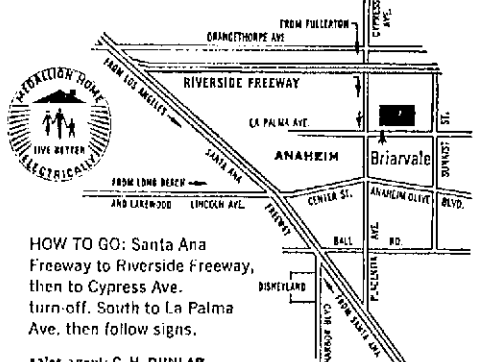 FROM FULLERTON
CYPRESS AVE.
ORANGETHORPE AVE
RIVERSIDE FREEWAY
FROM LOS ANGELES
MEDALLION HOME
LIVE BETTER
ELECTRICALLY
LA PALMA AVE.
ST.
SUNKIST
SANTA ANA
FREEWAY
ANAHEIM
Briarvale
FROM LONG BEACH
AND LAKEWOOD LINCOLN AVE.
CENTER ST.
ANAHEIM OLIVE BLVD.
BALL RD.
PLACENTIA AVE
DISNEYLAND
HARBOR BLVD
FROM SANTA ANA
HOW TO GO: Santa Ana
Freeway to Riverside Freeway,
then to Cypress Ave.
turn-off. South to La Palma
Ave. then follow signs.
sales agent: C. H. DUNLAP